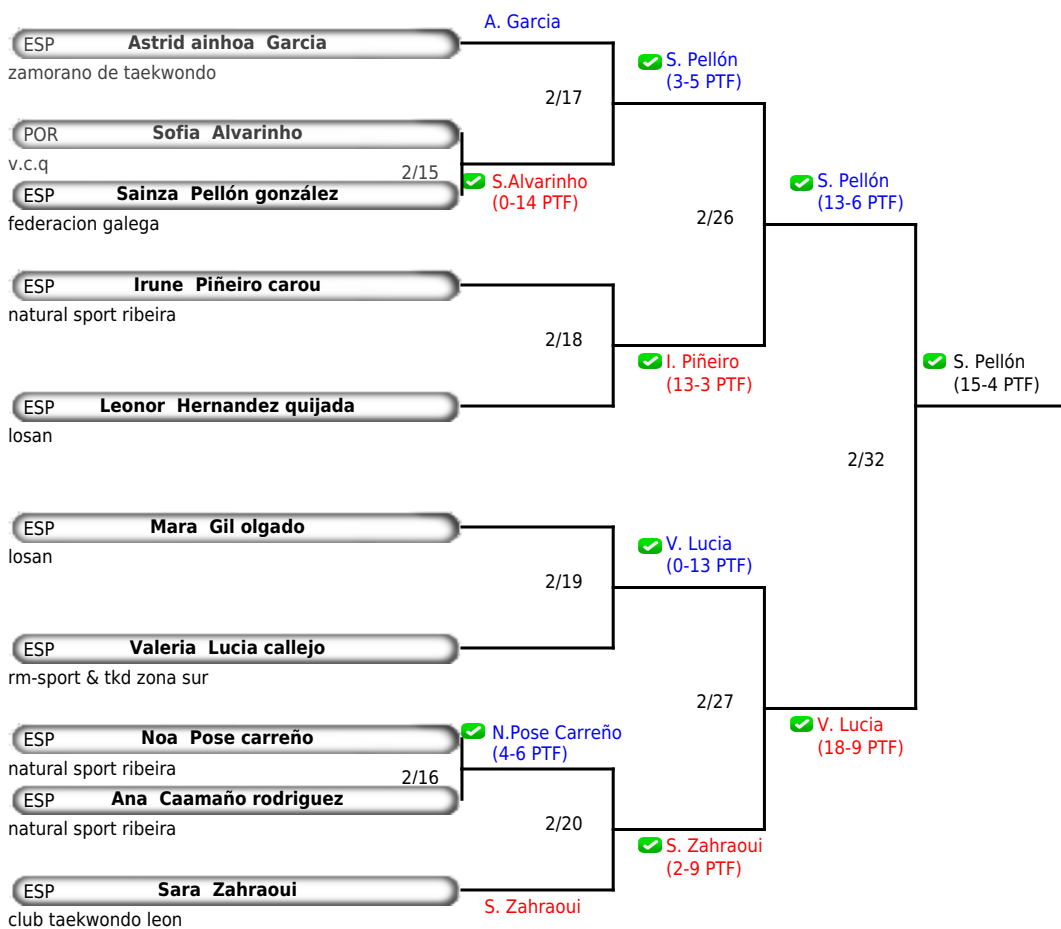 A. Garcia
ESP Astrid ainhoa Garcia
zamorano de taekwondo
S. Pellón
(3-5 PTF)
2/17
POR Sofia Alvarinho
v.c.q
2/15
ESP Sainza Pellón gonzález
federacion galega
S.Alvarinho
(0-14 PTF)
S. Pellón
(13-6 PTF)
2/26
ESP Irune Piñeiro carou
natural sport ribeira
2/18
I. Piñeiro
(13-3 PTF)
ESP Leonor Hernandez quijada
losan
S. Pellón
(15-4 PTF)
2/32
ESP Mara Gil olgado
losan
V. Lucia
(0-13 PTF)
2/19
ESP Valeria Lucia callejo
rm-sport & tkd zona sur
2/27
V. Lucia
(18-9 PTF)
ESP Noa Pose carreño
natural sport ribeira
N.Pose Carreño
(4-6 PTF)
2/16
ESP Ana Caamaño rodriguez
natural sport ribeira
2/20
S. Zahraoui
(2-9 PTF)
ESP Sara Zahraoui
club taekwondo leon
S. Zahraoui